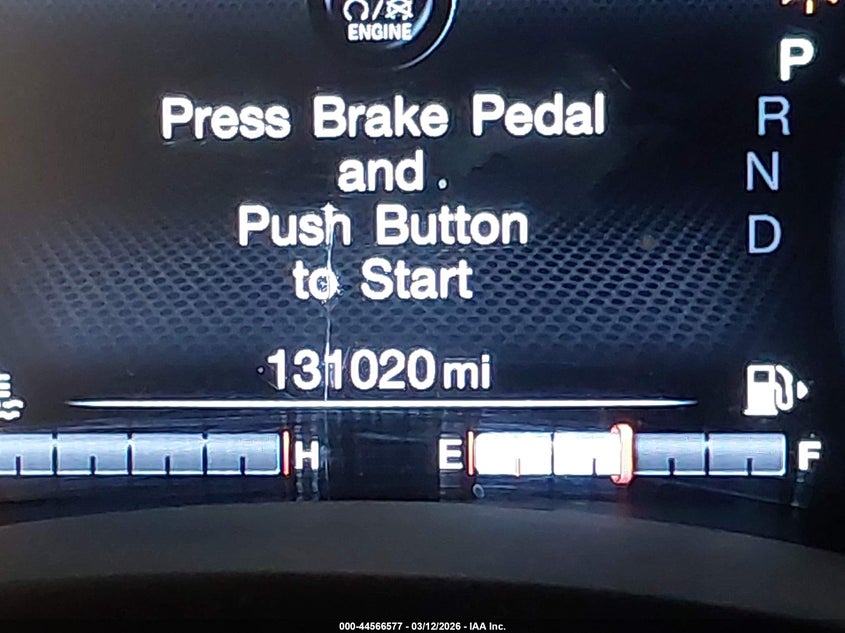 ENGINE
P
Press Brake Pedal
R
and
N
Push Button
D
to Start
131020 mi
H
E
F
000-44566577 - 03/12/2026 - IAA Inc.